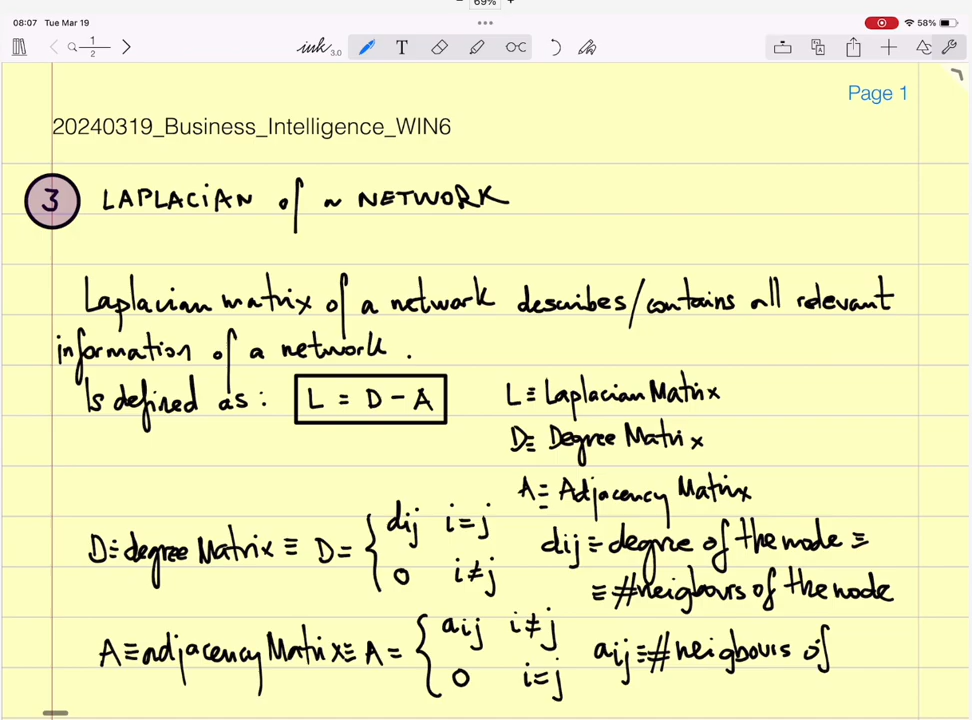 69%
08:07 Tue Mar 19
58%
1
2
ink 3.0
T
Page 1
20240319_Business_Intelligence_WIN6
3 LAPLACIAN of a NETWORK
Laplacian matrix of a network describes/contains all relevant
information of a network .
Is defined as : L = D - A
L ≡ Laplacian Matrix
D ≡ Degree Matrix
A ≡ Adjacency Matrix
D ≡ degree Matrix ≡ D = { dij i=j
0 i≠j
dij ≡ degree of the node ≡
≡ #neigbours of the node
A ≡ adjacency Matrix ≡ A = { aij i≠j
0 i=j
aij ≡ #neigbours of